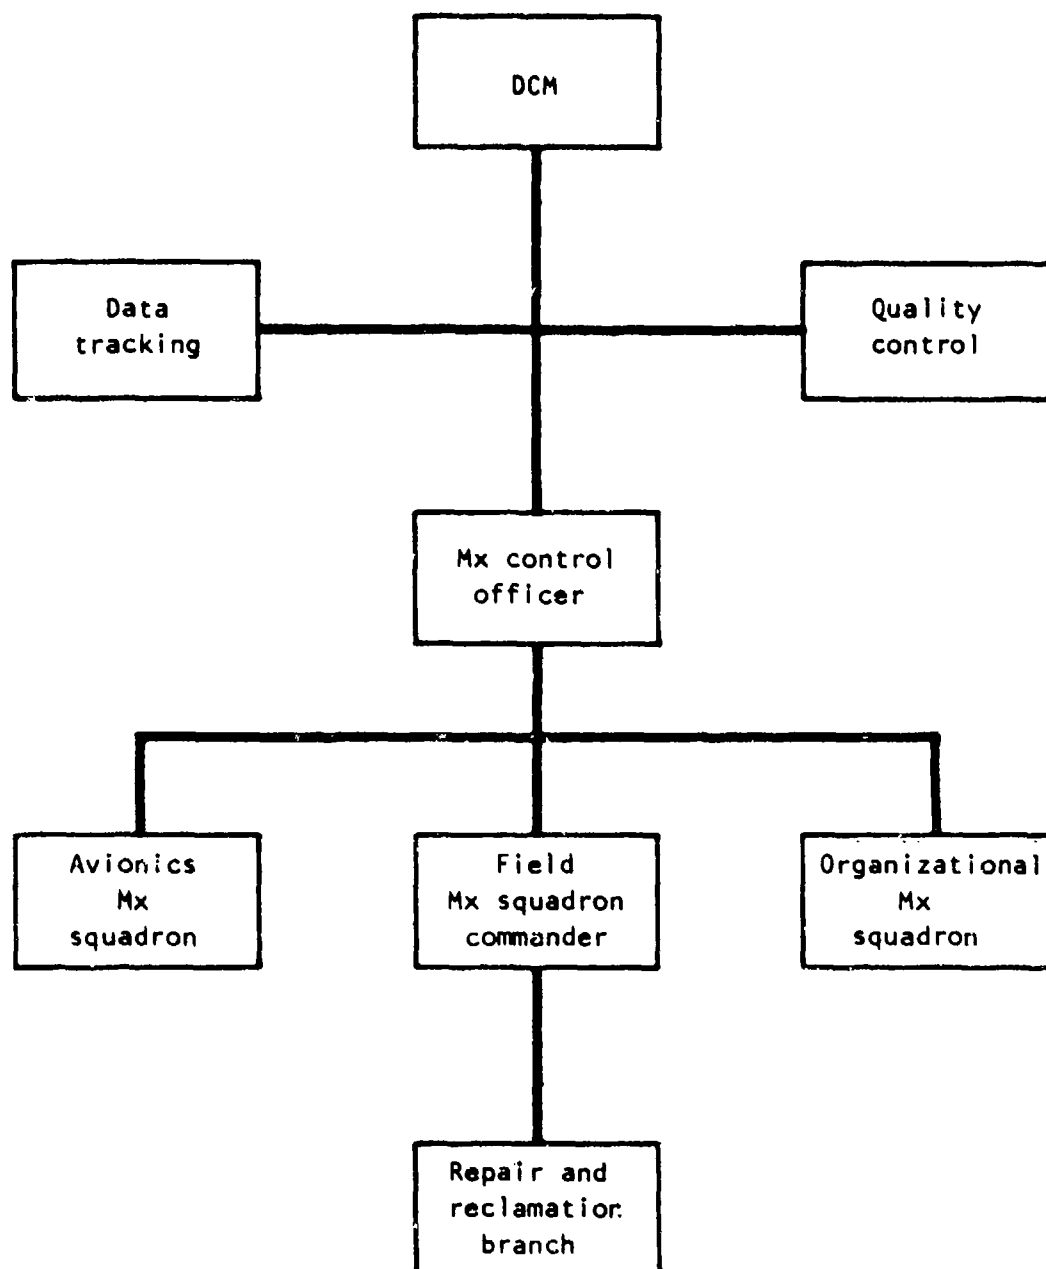 DCM
Data
tracking
Quality
control
Mx control
officer
Avionics
Mx
squadron
Field
Mx squadron
commander
Organizational
Mx
squadron
Repair and
reclamation
branch